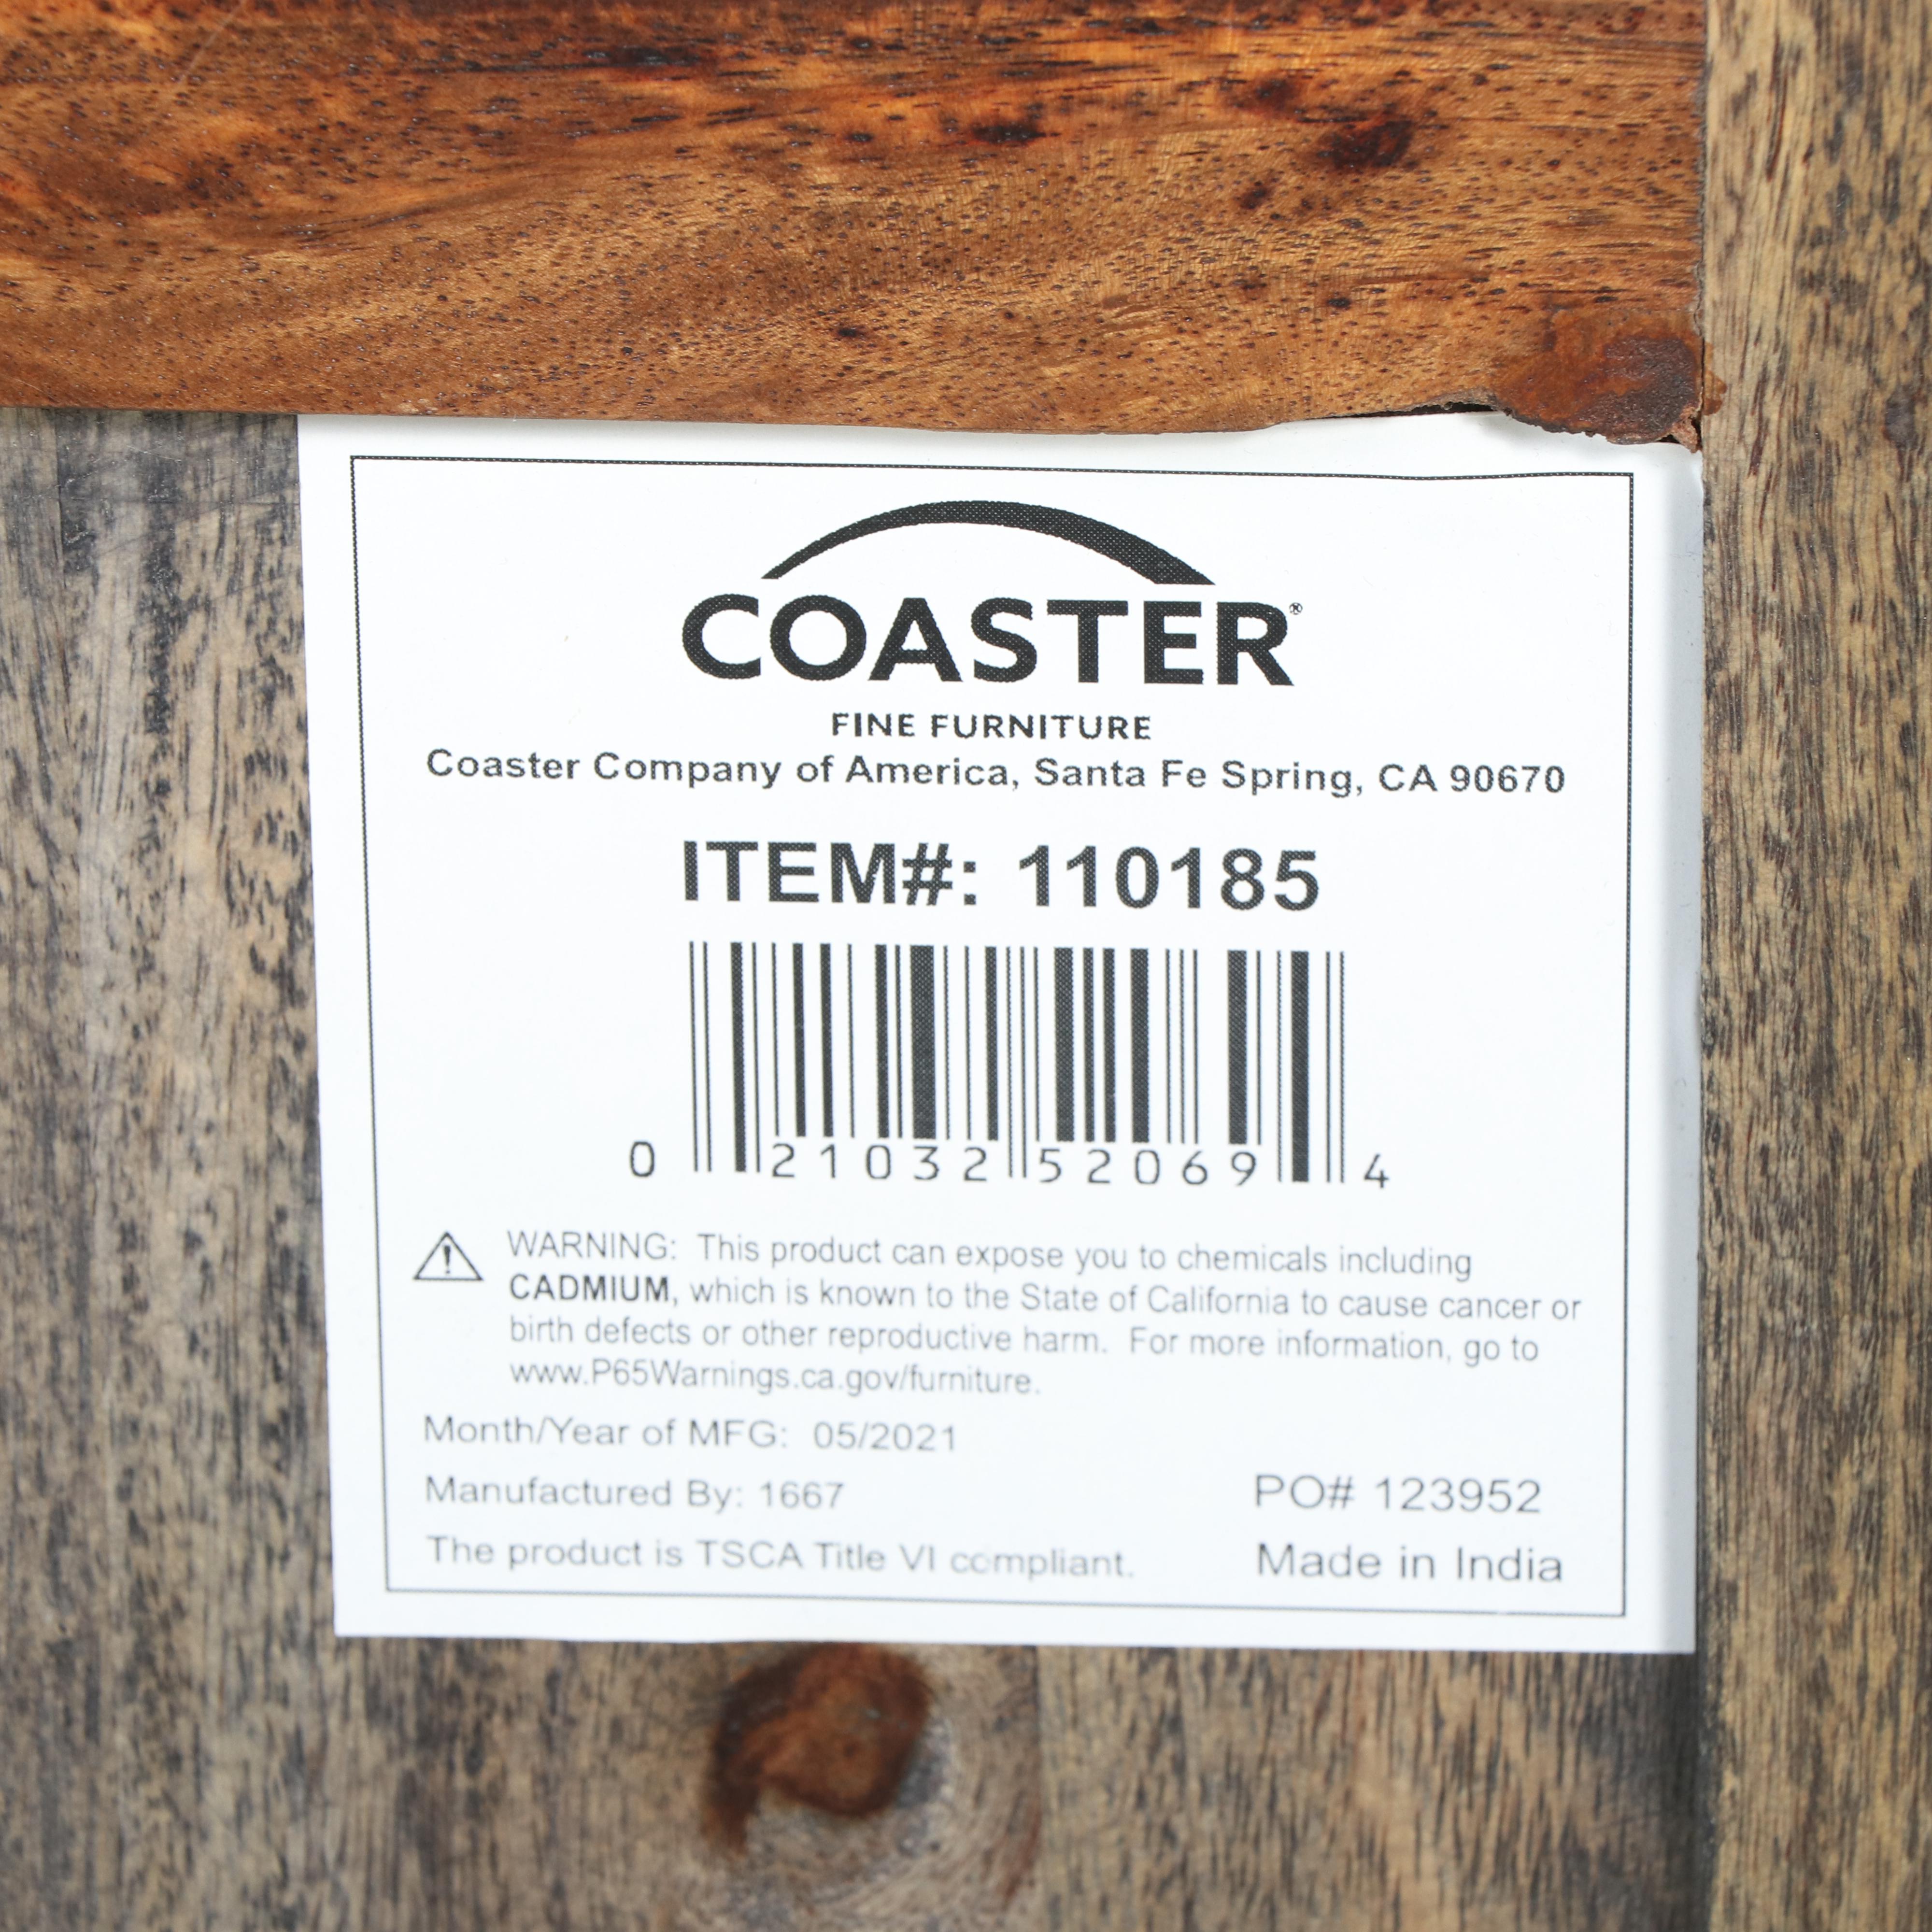 COASTER®
FINE FURNITURE
Coaster Company of America, Santa Fe Spring, CA 90670
ITEM#: 110185
0 21032 52069 4
WARNING: This product can expose you to chemicals including
CADMIUM, which is known to the State of California to cause cancer or
birth defects or other reproductive harm. For more information, go to
www.P65Warnings.ca.gov/furniture.
Month/Year of MFG: 05/2021
Manufactured By: 1667
PO# 123952
The product is TSCA Title VI compliant.
Made in India